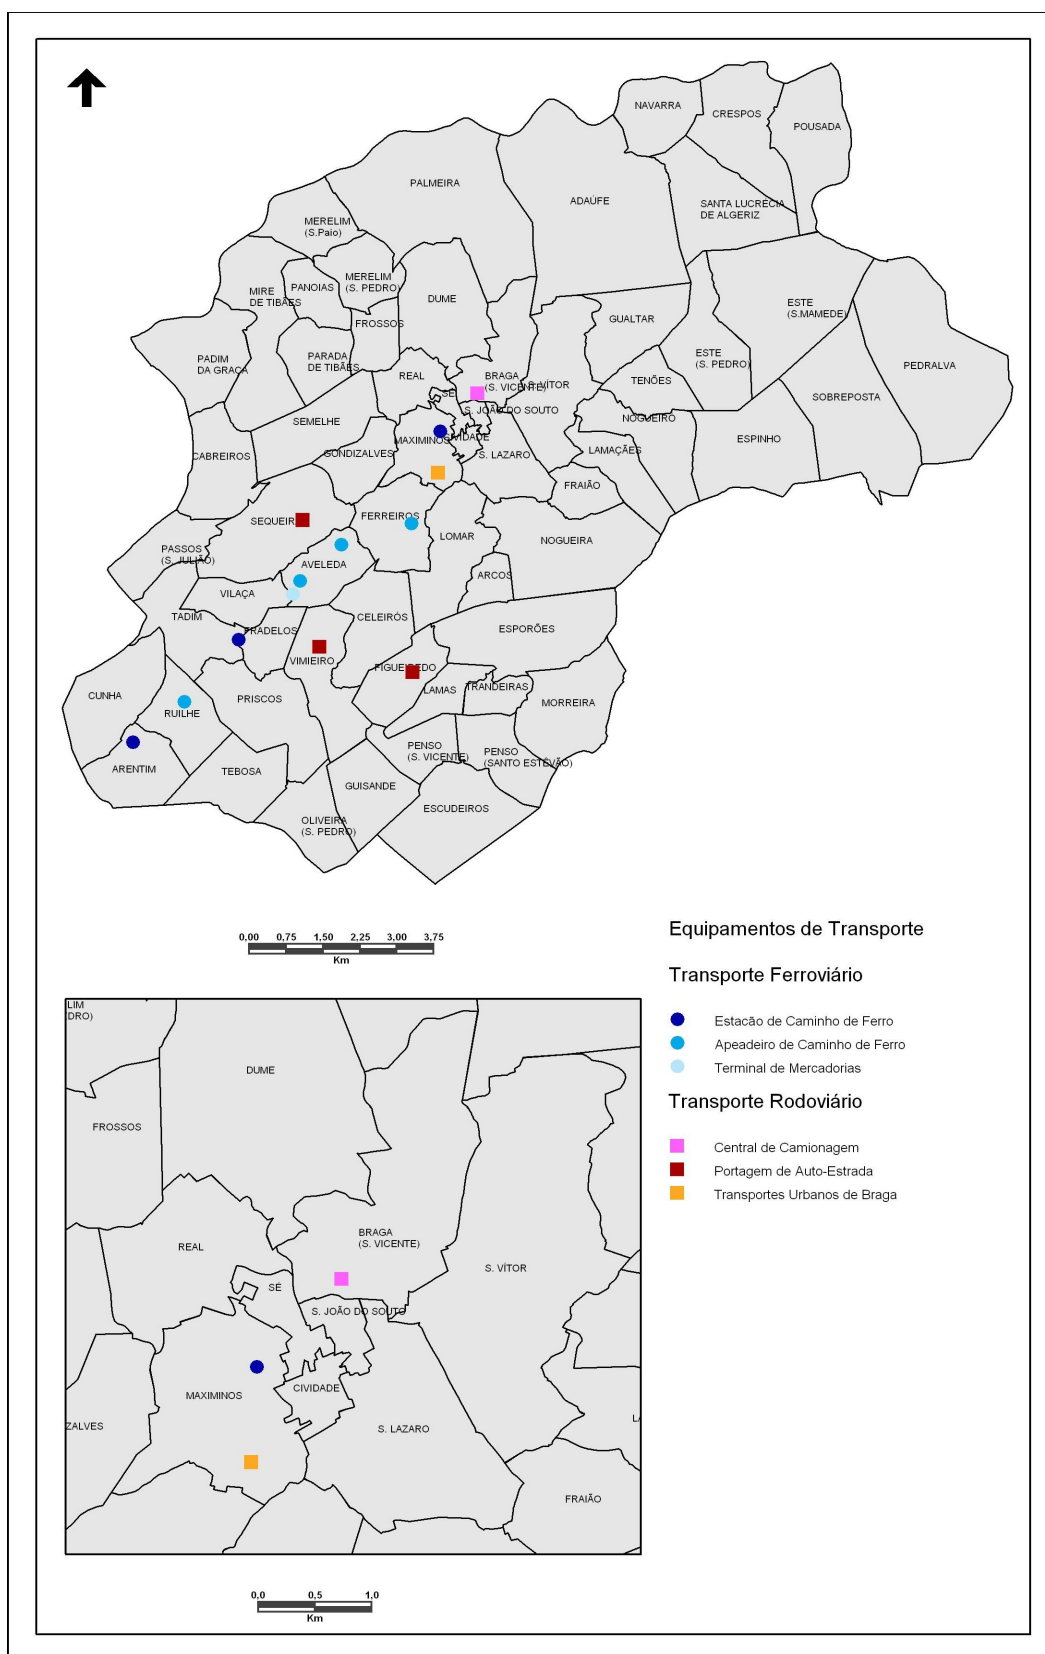 NAVARRA
CRESPOS
POUSADA
PALMEIRA
ADAÚFE
SANTA LUCRÉCIA
DE ALGERIZ
MERELIM
(S.Paio)
MERELIM
(S. PEDRO)
MIRE
DE TIBÃES
PANOIAS
DUME
ESTE
(S.MAMEDE)
FROSSOS
GUALTAR
PADIM
DA GRAÇA
PARADA
DE TIBÃES
ESTE
(S. PEDRO)
PEDRALVA
REAL
BRAGA
(S. VICENTE)
S. VÍTOR
TENÕES
SÉ
SOBREPOSTA
S. JOÃO DO SOUTO
NOGUEIRÓ
SEMELHE
MAXIMINOS
CIVIDADE
ESPINHO
GONDIZALVES
S. LAZARO
LAMAÇÃES
CABREIROS
FRAIÃO
SEQUEIRA
FERREIROS
LOMAR
NOGUEIRA
PASSOS
(S. JULIÃO)
AVELEDA
ARCOS
VILAÇA
TADIM
CELEIRÓS
FRADELOS
ESPORÕES
VIMIEIRO
FIGUEIREDO
CUNHA
PRISCOS
LAMAS
TRANDEIRAS
MORREIRA
RUILHE
PENSO
(S. VICENTE)
PENSO
(SANTO ESTÊVÃO)
ARENTIM
TEBOSA
GUISANDE
ESCUDEIROS
OLIVEIRA
(S. PEDRO)
0,00 0,75 1,50 2,25 3,00 3,75
Km
Equipamentos de Transporte
Transporte Ferroviário
Estacão de Caminho de Ferro
Apeadeiro de Caminho de Ferro
Terminal de Mercadorias
Transporte Rodoviário
Central de Camionagem
Portagem de Auto-Estrada
Transportes Urbanos de Braga
LIM
(DRO)
DUME
FROSSOS
BRAGA
(S. VICENTE)
REAL
S. VÍTOR
SÉ
S. JOÃO DO SOUTO
CIVIDADE
MAXIMINOS
ZALVES
S. LAZARO
LA
FRAIÃO
0,0 0,5 1,0
Km